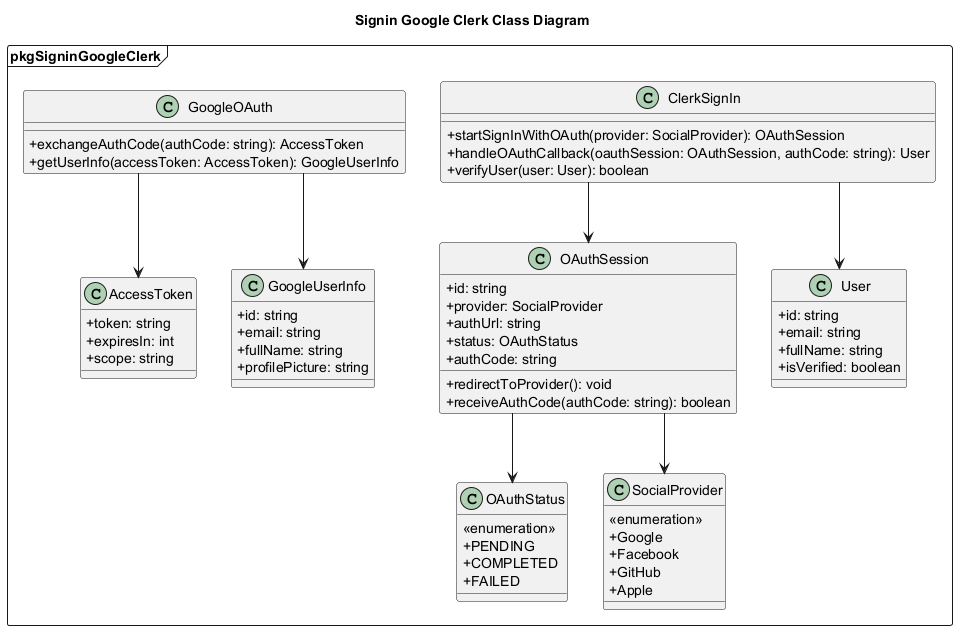 Signin Google Clerk Class Diagram
pkgSigninGoogleClerk
C GoogleOAuth
+exchangeAuthCode(authCode: string): AccessToken
+getUserInfo(accessToken: AccessToken): GoogleUserInfo
C ClerkSignIn
+startSignInWithOAuth(provider: SocialProvider): OAuthSession
+handleOAuthCallback(oauthSession: OAuthSession, authCode: string): User
+verifyUser(user: User): boolean
C AccessToken
+token: string
+expiresIn: int
+scope: string
C GoogleUserInfo
+id: string
+email: string
+fullName: string
+profilePicture: string
C OAuthSession
+id: string
+provider: SocialProvider
+authUrl: string
+status: OAuthStatus
+authCode: string
+redirectToProvider(): void
+receiveAuthCode(authCode: string): boolean
C User
+id: string
+email: string
+fullName: string
+isVerified: boolean
C OAuthStatus
«enumeration»
+PENDING
+COMPLETED
+FAILED
C SocialProvider
«enumeration»
+Google
+Facebook
+GitHub
+Apple